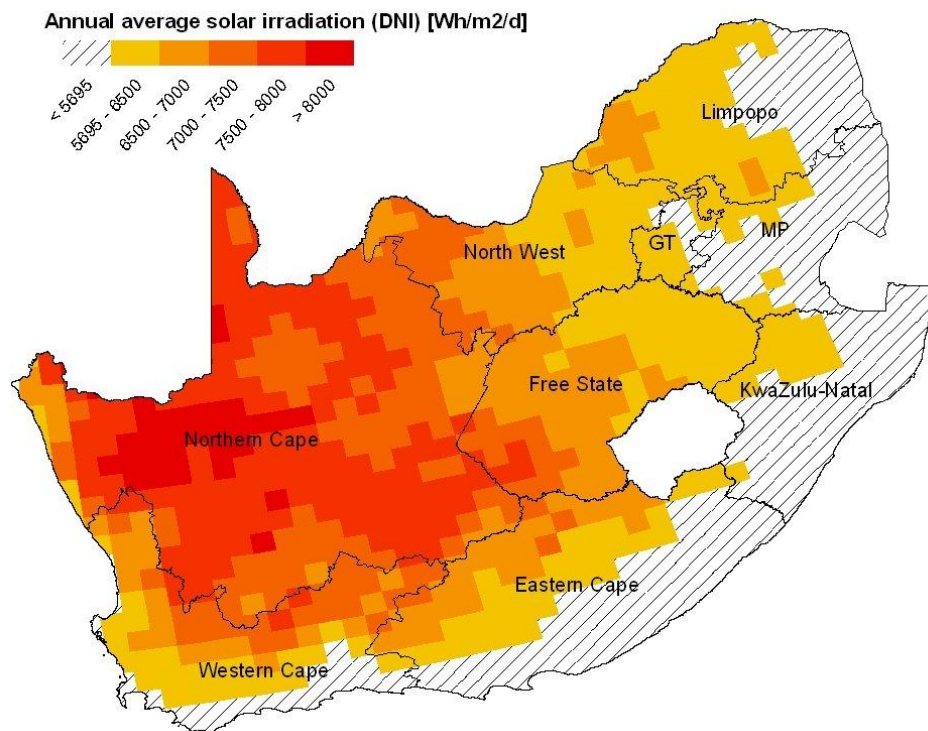 Annual average solar irradiation (DNI) [Wh/m2/d]
< 5695
5695 - 6500
6500 - 7000
7000 - 7500
7500 - 8000
> 8000
Limpopo
MP
GT
North West
Free State
KwaZulu-Natal
Northern Cape
Eastern Cape
Western Cape